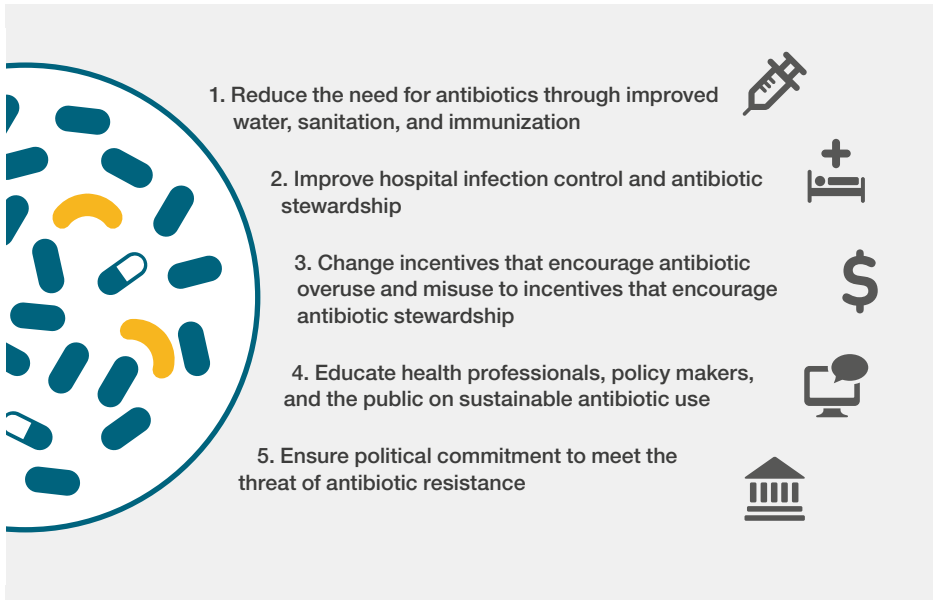 1. Reduce the need for antibiotics through improved
water, sanitation, and immunization
2. Improve hospital infection control and antibiotic
stewardship
3. Change incentives that encourage antibiotic
overuse and misuse to incentives that encourage
antibiotic stewardship
4. Educate health professionals, policy makers,
and the public on sustainable antibiotic use
5. Ensure political commitment to meet the
threat of antibiotic resistance